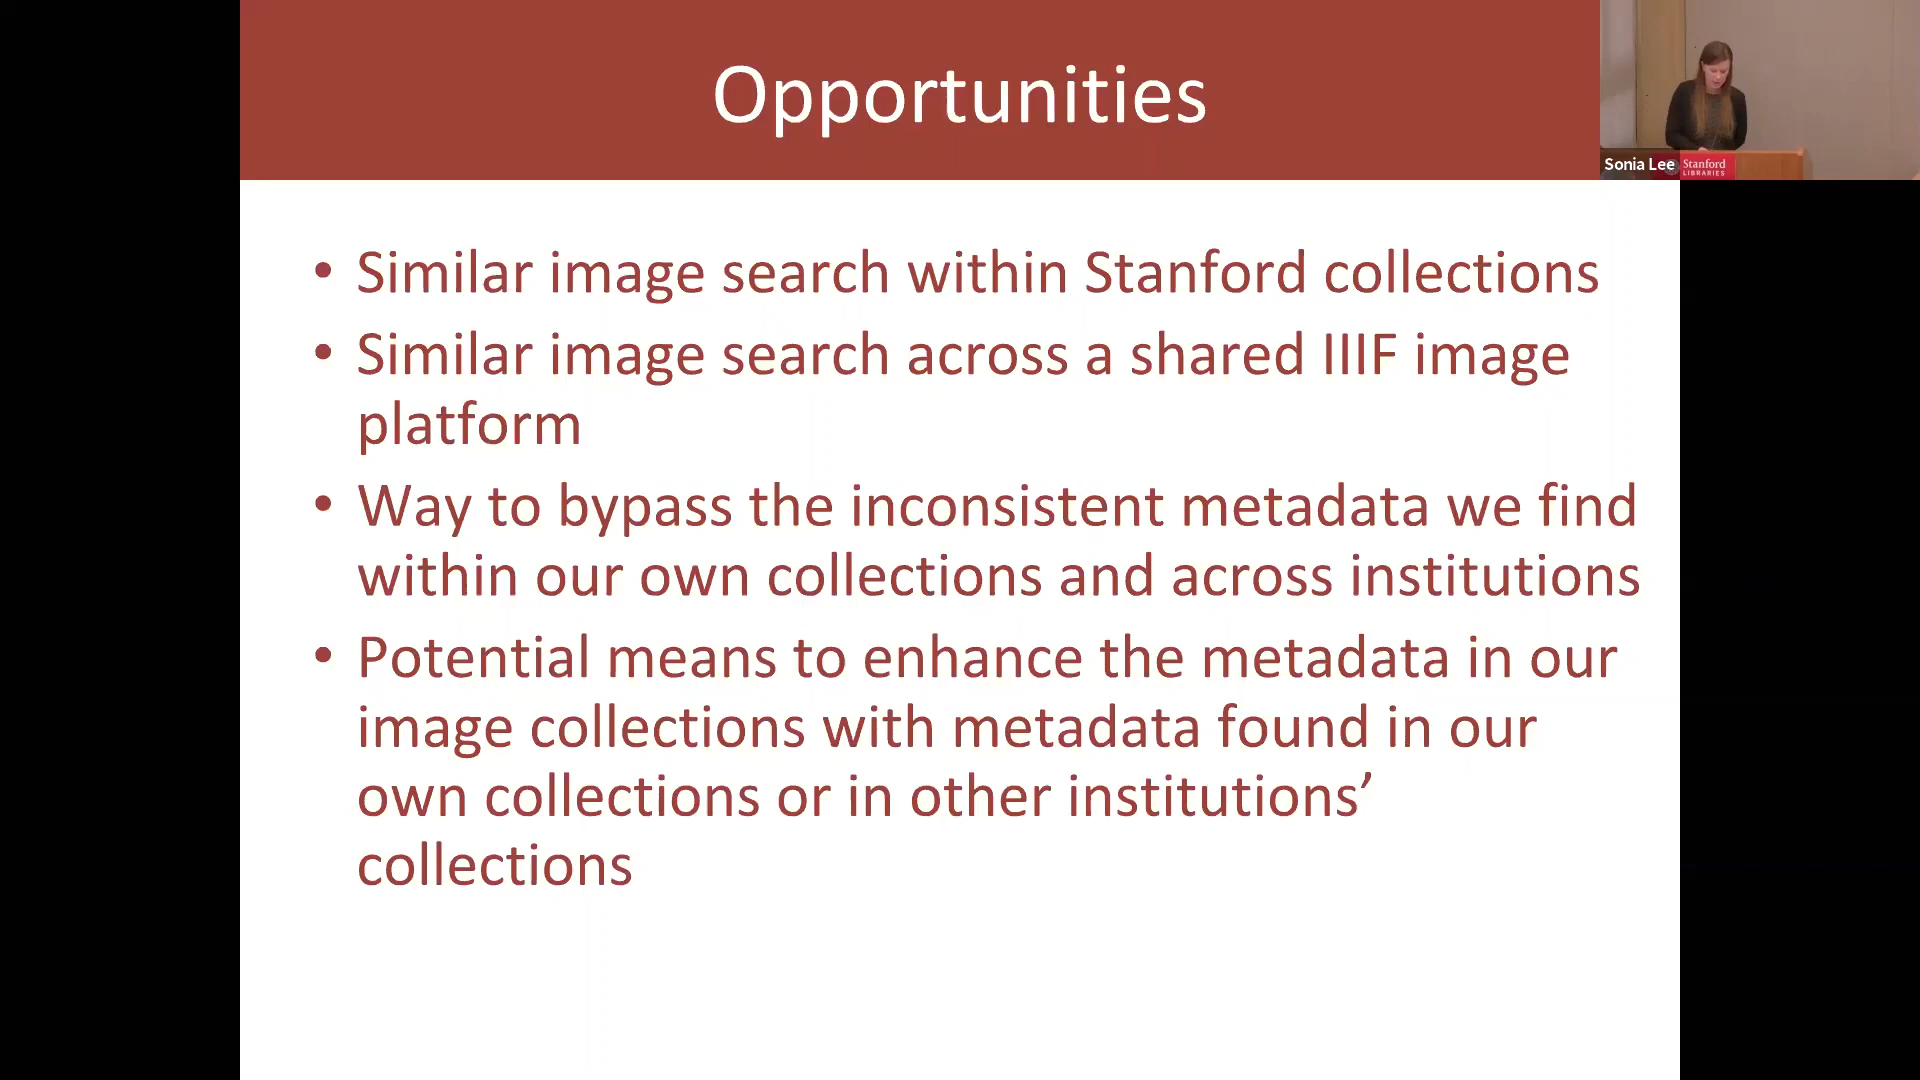 Opportunities
Sonia Lee
Stanford
LIBRARIES
• Similar image search within Stanford collections
• Similar image search across a shared IIIF image
platform
• Way to bypass the inconsistent metadata we find
within our own collections and across institutions
• Potential means to enhance the metadata in our
image collections with metadata found in our
own collections or in other institutions’
collections